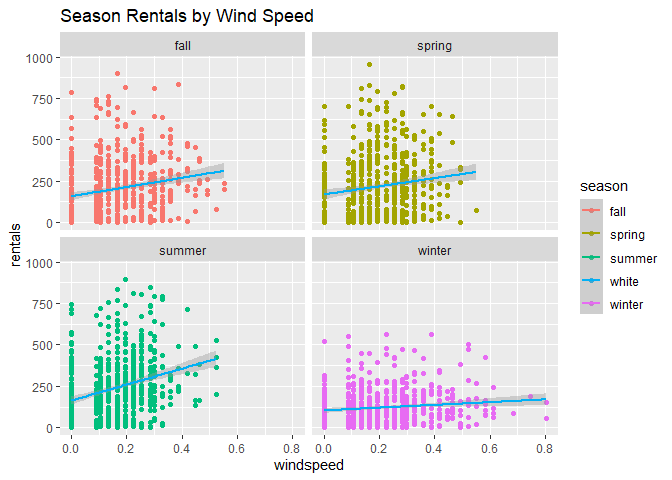 Season Rentals by Wind Speed
fall
spring
1000
750
500
250
0
summer
winter
1000
750
500
250
0
0.0 0.2 0.4 0.6 0.8
0.0 0.2 0.4 0.6 0.8
windspeed
rentals
season
fall
spring
summer
white
winter